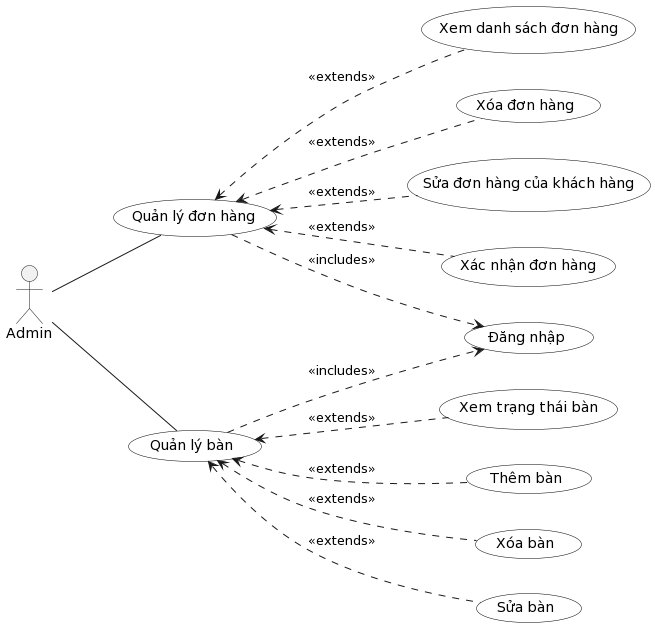 Xem danh sách đơn hàng
«extends»
Xóa đơn hàng
«extends»
Sửa đơn hàng của khách hàng
«extends»
Quản lý đơn hàng
«extends»
Xác nhận đơn hàng
«includes»
Admin
Đăng nhập
«includes»
Xem trạng thái bàn
«extends»
Quản lý bàn
«extends»
Thêm bàn
«extends»
Xóa bàn
«extends»
Sửa bàn